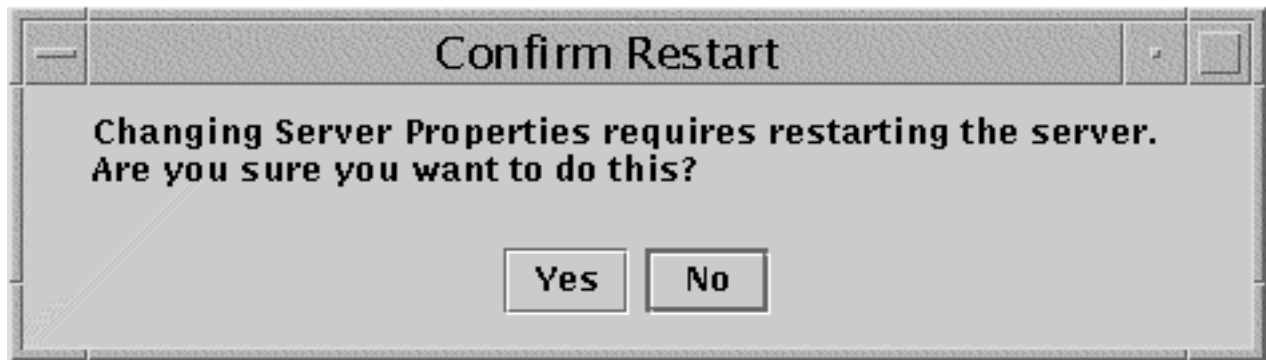 Confirm Restart
Changing Server Properties requires restarting the server.
Are you sure you want to do this?
Yes No